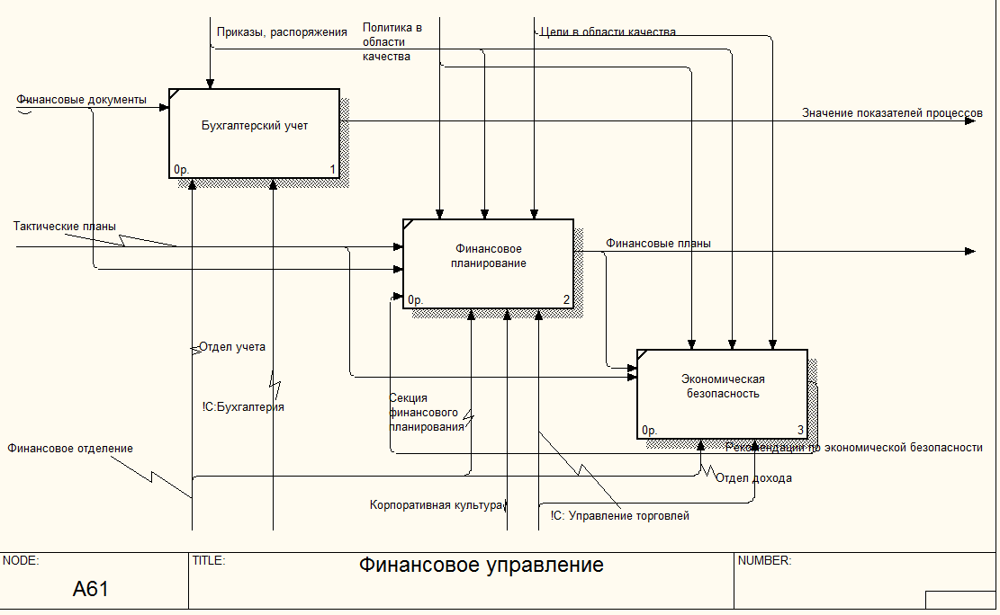 Приказы, распоряжения
Политика в
области
качества
Цели в области качества
Финансовые документы
Значение показателей процессов
Бухгалтерский учет
0р.
1
Тактические планы
Финансовые планы
Финансовое
планирование
0р.
2
Отдел учета
!С:Бухгалтерия
Секция
финансового
планирования
Экономическая
безопасность
0р.
3
Финансовое отделение
Рекомендации по экономической безопасности
Отдел дохода
Корпоративная культура
!С: Управление торговлей
NODE:
TITLE:
NUMBER:
Финансовое управление
А61